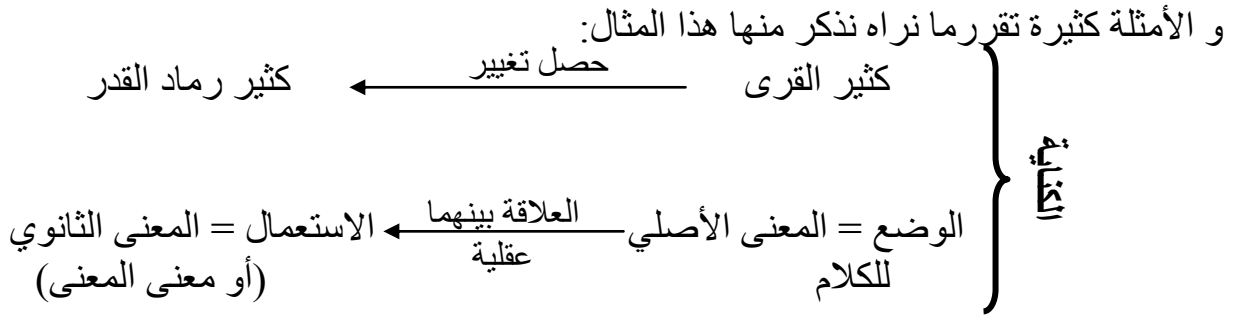 و الأمثلة كثيرة تقررما نراه نذكر منها هذا المثال:
كثير القرى حصل تغيير كثير رماد القدر
الكناية
الوضع = المعنى الأصلي العلاقة بينهما الاستعمال = المعنى الثانوي
للكلام عقلية (أو معنى المعنى)